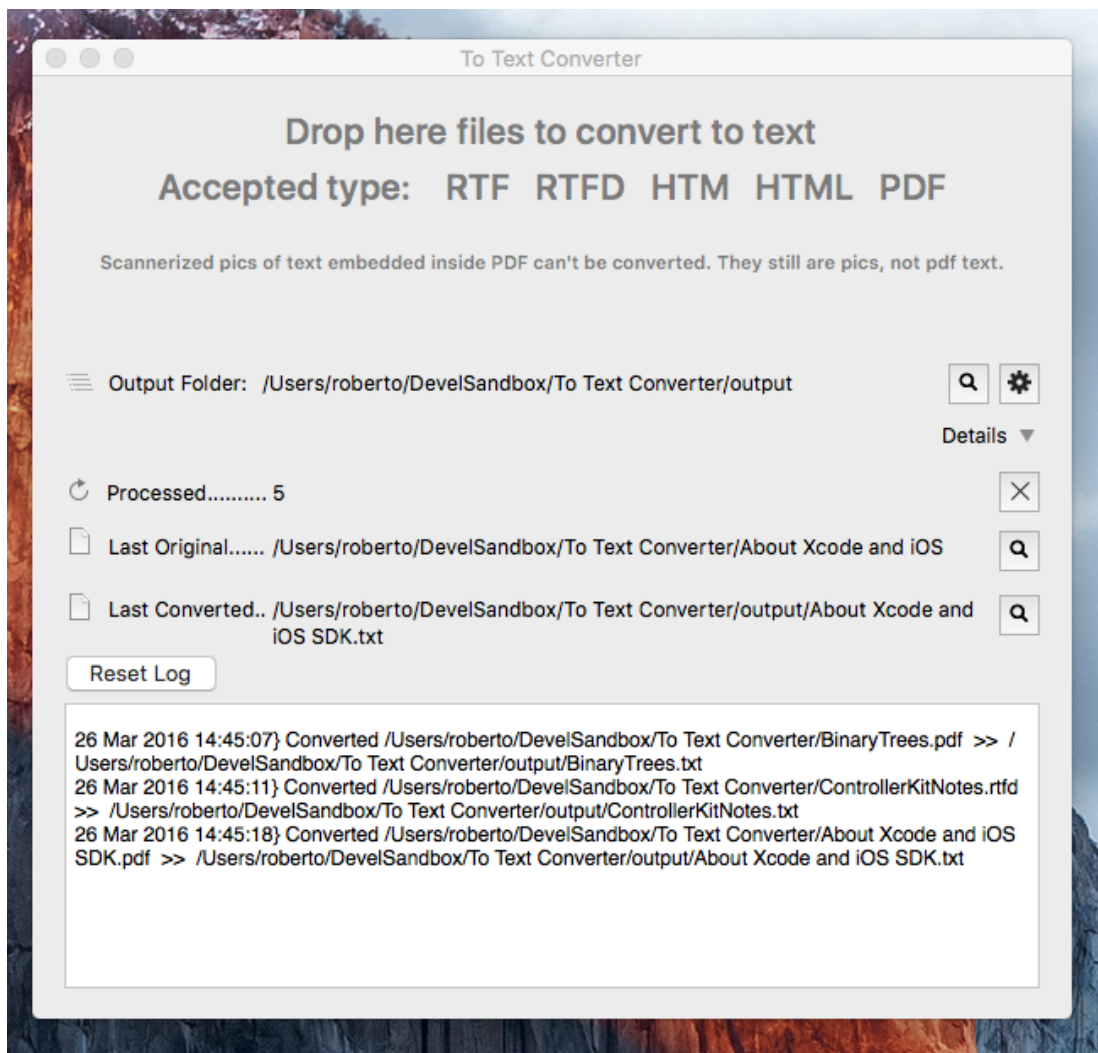 To Text Converter
Drop here files to convert to text
Accepted type: RTF RTFD HTM HTML PDF
Scannerized pics of text embedded inside PDF can't be converted. They still are pics, not pdf text.
Output Folder: /Users/roberto/DevelSandbox/To Text Converter/output
Details
Processed.......... 5
Last Original...... /Users/roberto/DevelSandbox/To Text Converter/About Xcode and iOS
Last Converted.. /Users/roberto/DevelSandbox/To Text Converter/output/About Xcode and
iOS SDK.txt
Reset Log
26 Mar 2016 14:45:07} Converted /Users/roberto/DevelSandbox/To Text Converter/BinaryTrees.pdf >> /
Users/roberto/DevelSandbox/To Text Converter/output/BinaryTrees.txt
26 Mar 2016 14:45:11} Converted /Users/roberto/DevelSandbox/To Text Converter/ControllerKitNotes.rtfd
>> /Users/roberto/DevelSandbox/To Text Converter/output/ControllerKitNotes.txt
26 Mar 2016 14:45:18} Converted /Users/roberto/DevelSandbox/To Text Converter/About Xcode and iOS
SDK.pdf >> /Users/roberto/DevelSandbox/To Text Converter/output/About Xcode and iOS SDK.txt